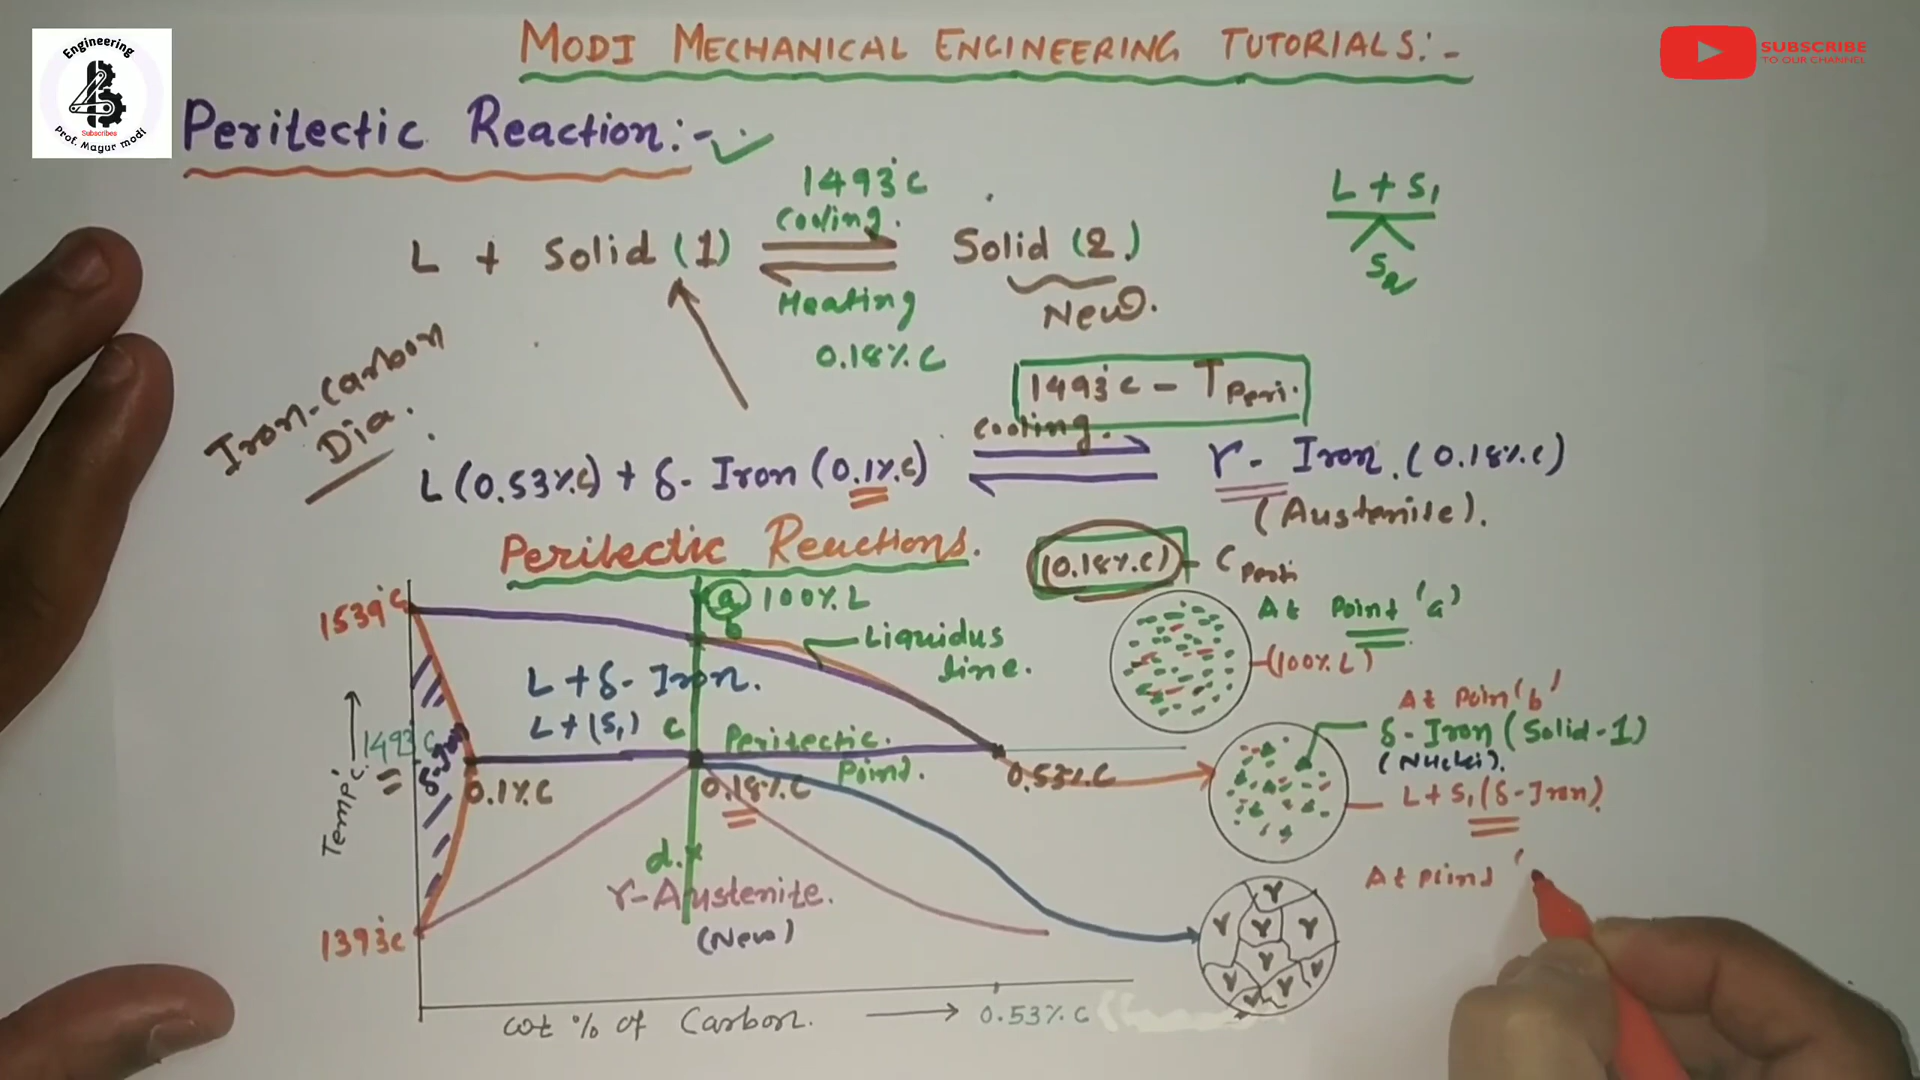 MODI MECHANICAL ENGINEERING TUTORIALS:-
SUBSCRIBE
TO OUR CHANNEL
Engineering
Subscribes
Prof. Mayur modi
Peritectic Reaction:-
1493°C
Cooling.
L + Solid (1) Solid (2)
Heating
New.
0.18%.C
L + S1
S2
Iron-Carbon
Dia.
1493°C - TPeri.
Cooling.
L(0.53%.C) + δ- Iron (0.1%.C) γ- Iron. (0.18%.C)
(Austenite).
Peritectic Reactions.
(0.18%.C) - CPeri
1539°C
a 100%.L
b
Liquidus
line.
At Point 'a'
(100%.L)
L + δ- Iron.
L + (S1)
C
Peritectic
Point.
At Poin 'b'
δ-Iron (Solid-1)
(Nuclei).
L + S1 (δ-Iron)
1493°C
δ-Iron
Temp°C.
0.1%C
0.18%C
0.53%.C
d.
γ-Austenite.
(New)
At Point '
γ γ γ γ γ γ γ γ γ γ
1393°C
wt % of Carbon.
0.53%.C